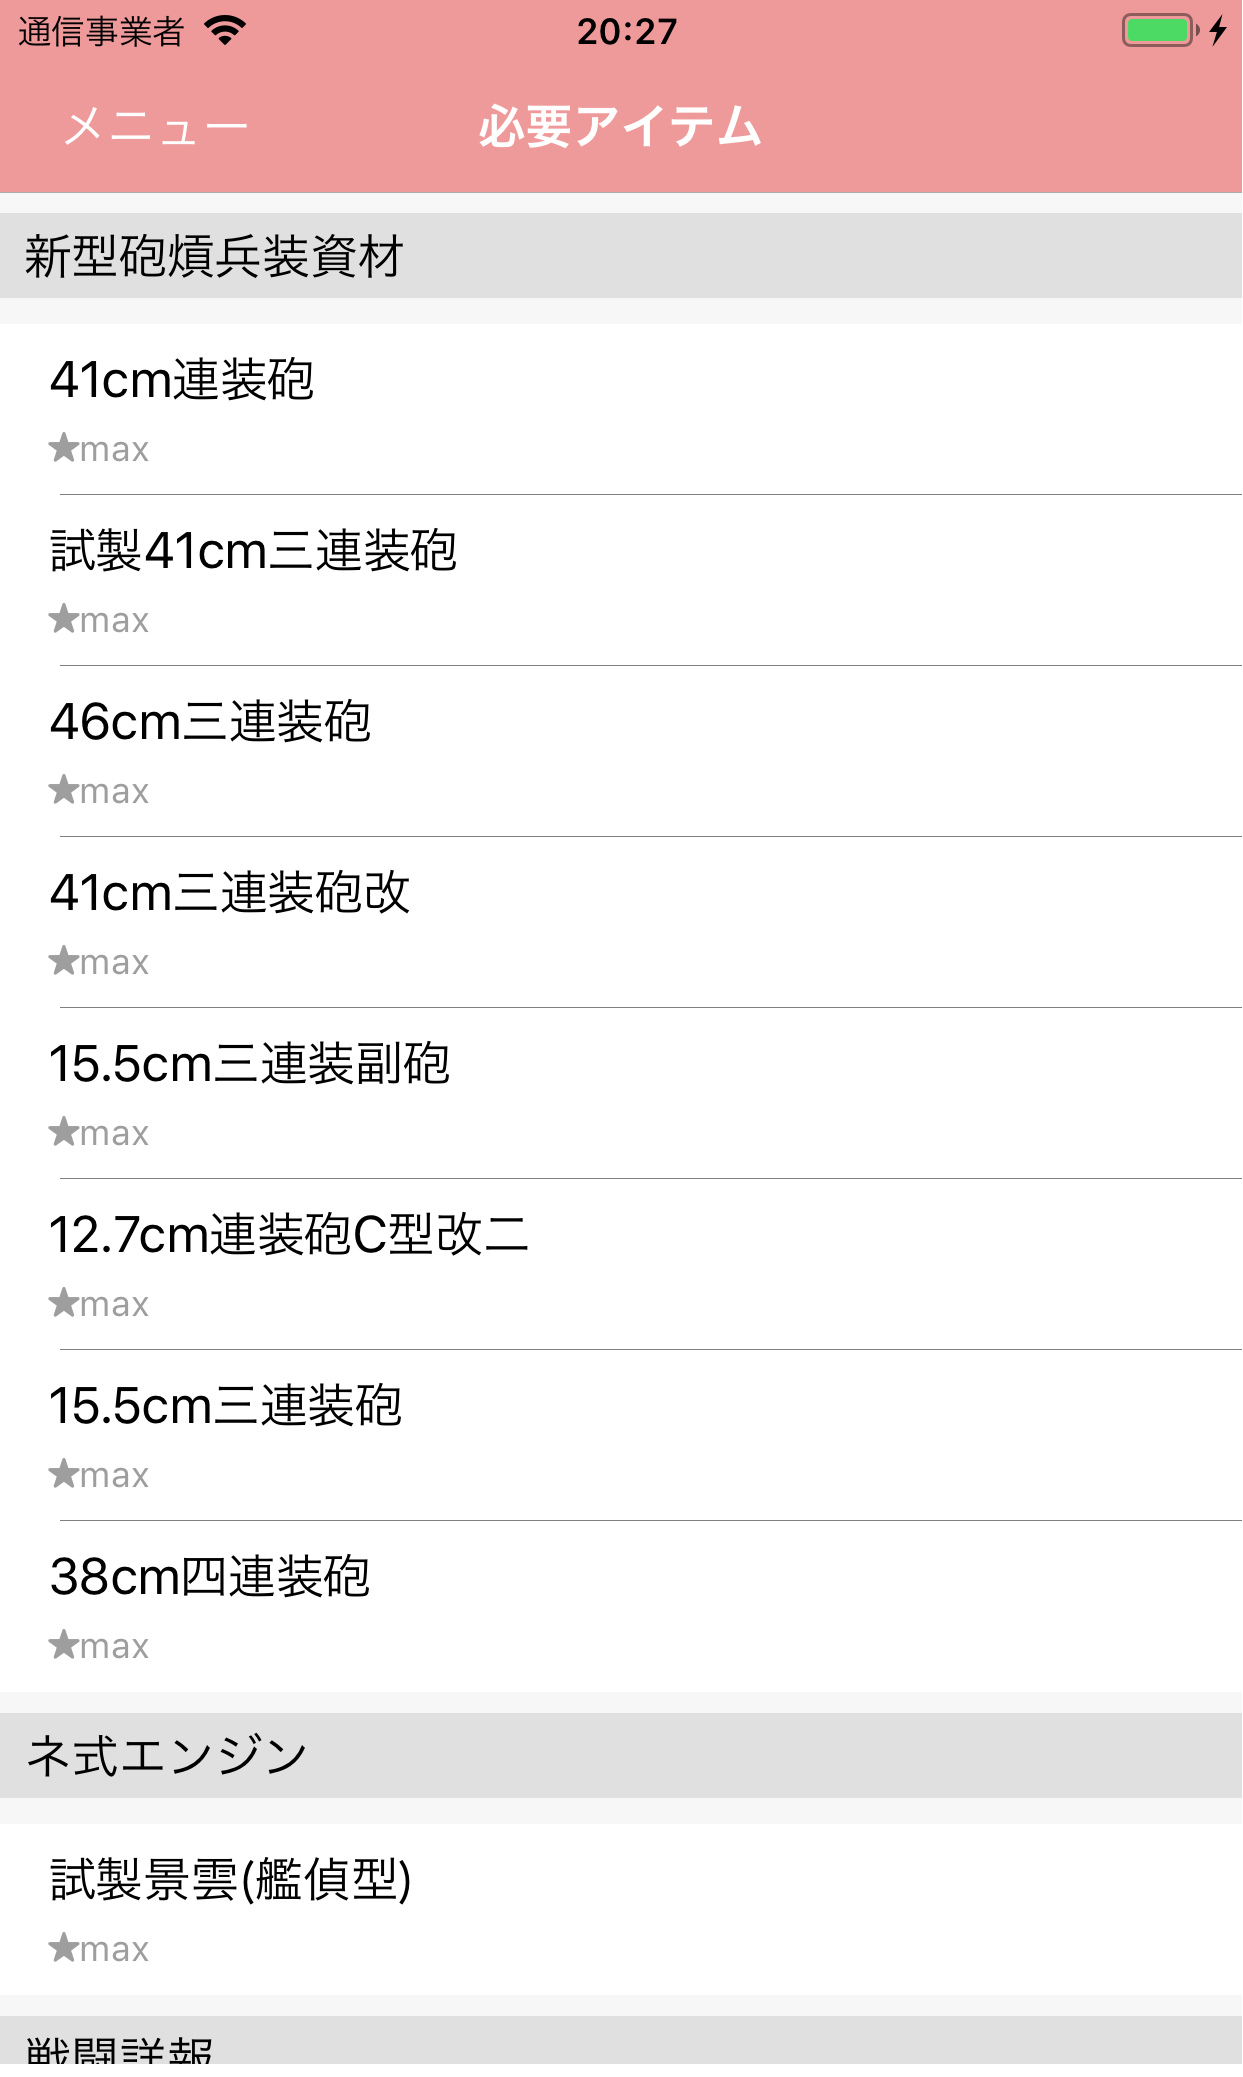 通信事業者 20:27
メニュー 必要アイテム
新型砲熕兵装資材
41cm連装砲
★max
試製41cm三連装砲
★max
46cm三連装砲
★max
41cm三連装砲改
★max
15.5cm三連装副砲
★max
12.7cm連装砲C型改二
★max
15.5cm三連装砲
★max
38cm四連装砲
★max
ネ式エンジン
試製景雲(艦偵型)
★max
戦闘詳報